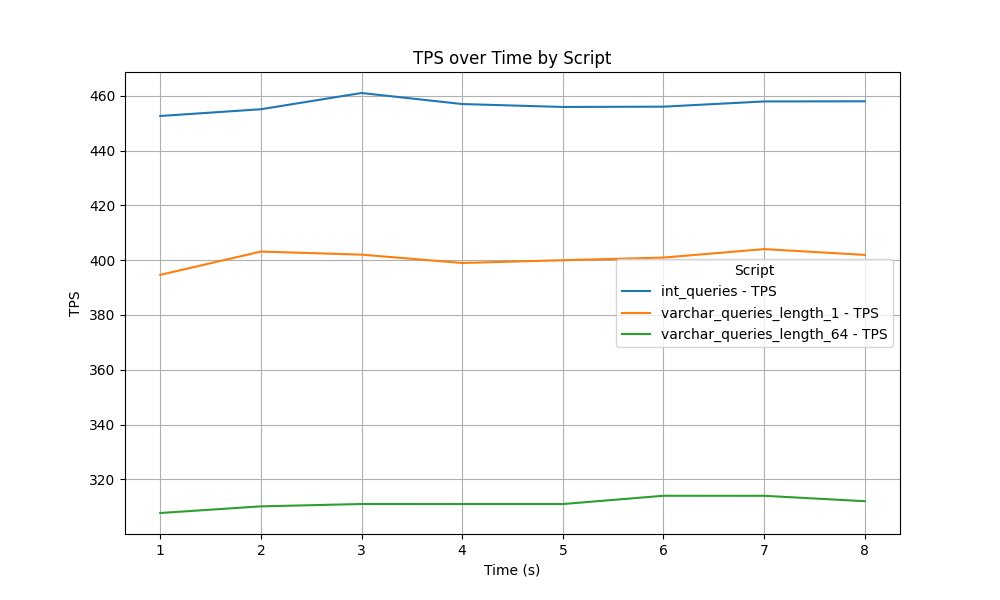 TPS over Time by Script
TPS
460
440
420
400
380
360
340
320
Script
int_queries - TPS
varchar_queries_length_1 - TPS
varchar_queries_length_64 - TPS
1 2 3 4 5 6 7 8
Time (s)